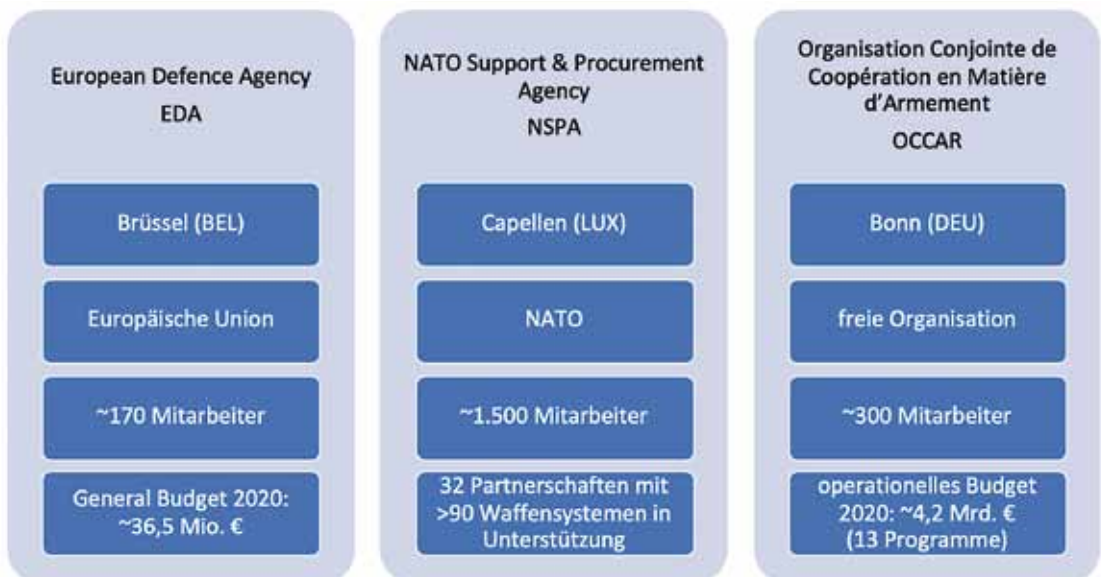 European Defence Agency
EDA
Brüssel (BEL)
Europäische Union
~170 Mitarbeiter
General Budget 2020:
~36,5 Mio. €
NATO Support & Procurement
Agency
NSPA
Capellen (LUX)
NATO
~1.500 Mitarbeiter
32 Partnerschaften mit
>90 Waffensystemen in
Unterstützung
Organisation Conjointe de
Coopération en Matière
d'Armement
OCCAR
Bonn (DEU)
freie Organisation
~300 Mitarbeiter
operationelles Budget
2020: ~4,2 Mrd. €
(13 Programme)